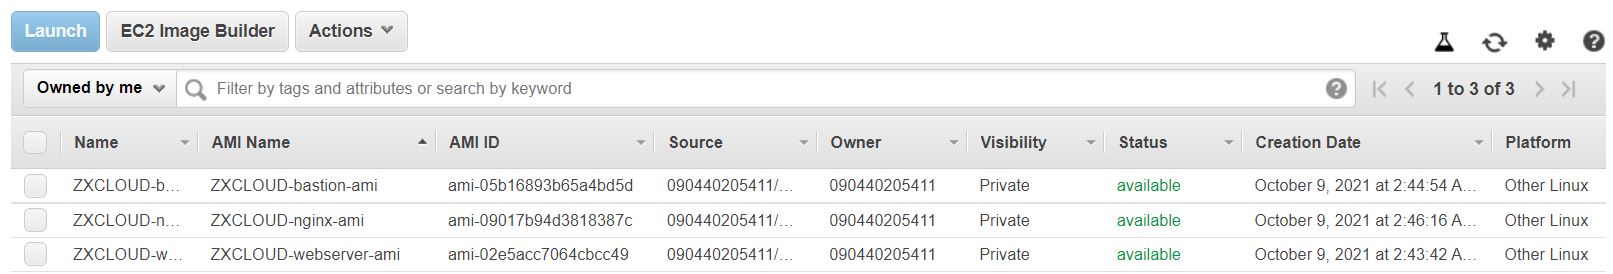 Launch EC2 Image Builder Actions
Owned by me Filter by tags and attributes or search by keyword 1 to 3 of 3
Name AMI Name AMI ID Source Owner Visibility Status Creation Date Platform
ZXCLOUD-b... ZXCLOUD-bastion-ami ami-05b16893b65a4bd5d 090440205411/... 090440205411 Private available October 9, 2021 at 2:44:54 A... Other Linux
ZXCLOUD-n... ZXCLOUD-nginx-ami ami-09017b94d3818387c 090440205411/... 090440205411 Private available October 9, 2021 at 2:46:16 A... Other Linux
ZXCLOUD-w... ZXCLOUD-webserver-ami ami-02e5acc7064cbcc49 090440205411/... 090440205411 Private available October 9, 2021 at 2:43:42 A... Other Linux